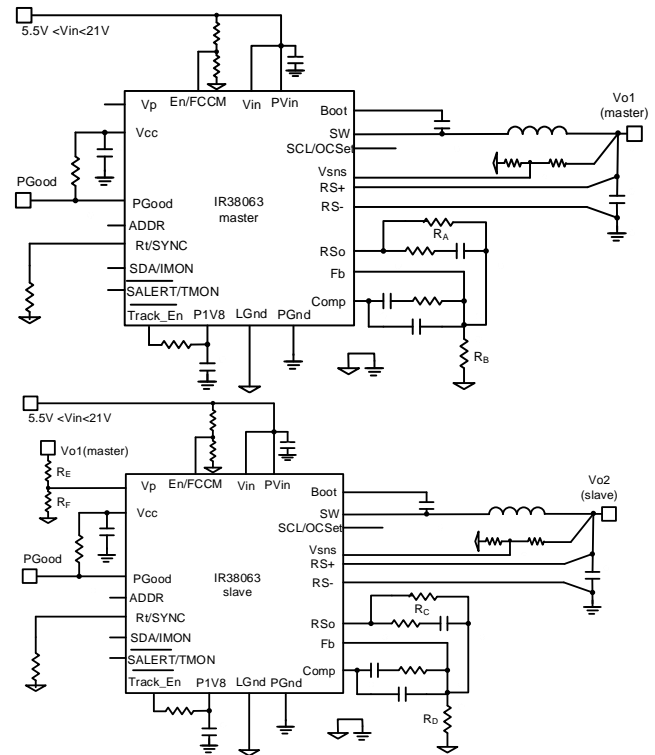 5.5V <Vin<21V
En/FCCM
Vin
PVin
Vp
Vcc
PGood
PGood
ADDR
Rt/SYNC
SDA/IMON
SALERT/TMON
Track_En
P1V8
LGnd
PGnd
IR38063
master
Boot
SW
SCL/OCSet
Vsns
RS+
RS-
RSo
Fb
Comp
Vo1
(master)
RA
RB
5.5V <Vin<21V
Vo1(master)
RE
RF
En/FCCM
Vin
PVin
Vp
Vcc
PGood
PGood
ADDR
Rt/SYNC
SDA/IMON
SALERT/TMON
Track_En
P1V8
LGnd
PGnd
IR38063
slave
Boot
SW
SCL/OCSet
Vsns
RS+
RS-
RSo
Fb
Comp
Vo2
(slave)
RC
RD